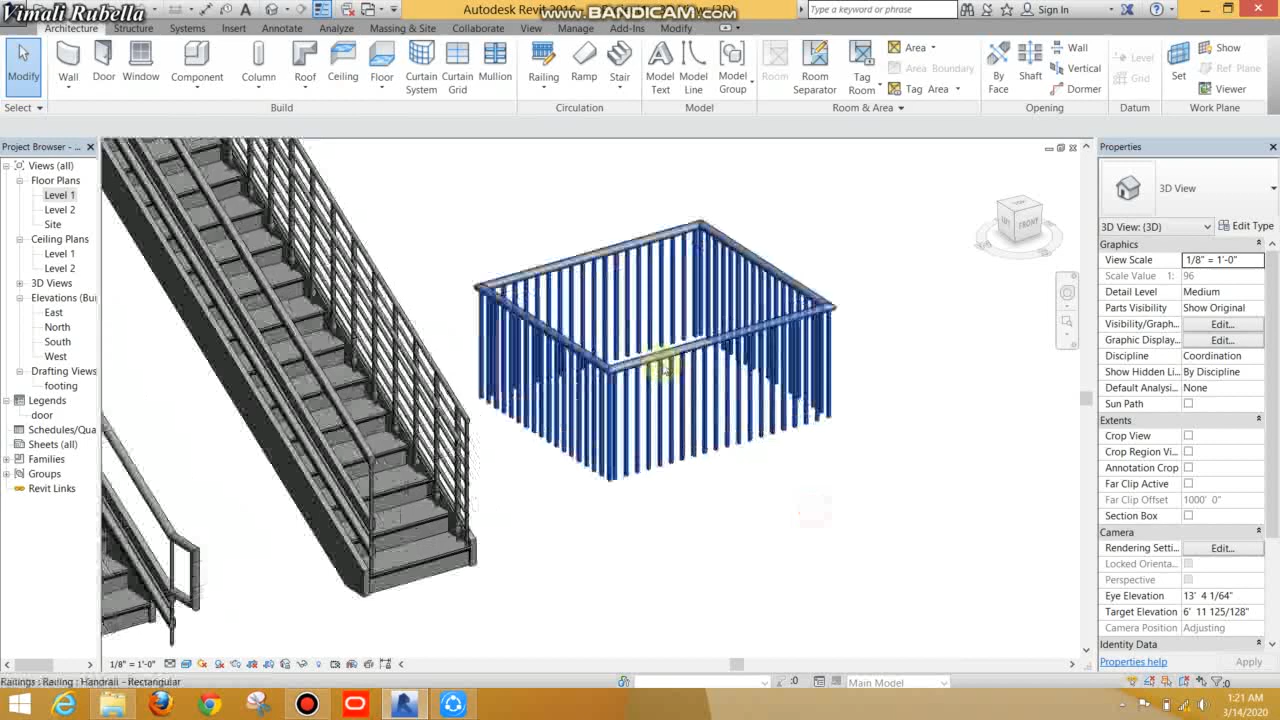 Vimali Rubella
Autodesk Revit 2016
www.BANDICAM.com
Type a keyword or phrase
Sign In
Architecture Structure Systems Insert Annotate Analyze Massing & Site Collaborate View Manage Add-Ins Modify
Modify Wall Door Window Component Column Roof Ceiling Floor Curtain System Curtain Grid Mullion Railing Ramp Stair Model Text Model Line Model Group Room Room Separator Tag Room
Area
Area Boundary
Tag Area
By Face Shaft
Wall
Vertical
Dormer
Level
Grid
Set
Show
Ref Plane
Viewer
Select Build Circulation Model Room & Area Opening Datum Work Plane
Project Browser - ...
Views (all)
Floor Plans
Level 1
Level 2
Site
Ceiling Plans
Level 1
Level 2
3D Views
Elevations (Bui
East
North
South
West
Drafting Views
footing
Legends
door
Schedules/Qua
Sheets (all)
Families
Groups
Revit Links
TOP
FRONT
Properties
3D View
3D View: {3D} Edit Type
Graphics
View Scale 1/8" = 1'-0"
Scale Value 1: 96
Detail Level Medium
Parts Visibility Show Original
Visibility/Graph... Edit...
Graphic Display... Edit...
Discipline Coordination
Show Hidden Li... By Discipline
Default Analysi... None
Sun Path
Extents
Crop View
Crop Region Vi...
Annotation Crop
Far Clip Active
Far Clip Offset 1000' 0"
Section Box
Camera
Rendering Setti... Edit...
Locked Orienta...
Perspective
Eye Elevation 13' 4 1/64"
Target Elevation 6' 11 125/128"
Camera Position Adjusting
Identity Data
Properties help Apply
1/8" = 1'-0"
Railings : Railing : Handrail - Rectangular
:0
Main Model
:0
1:21 AM
3/14/2020